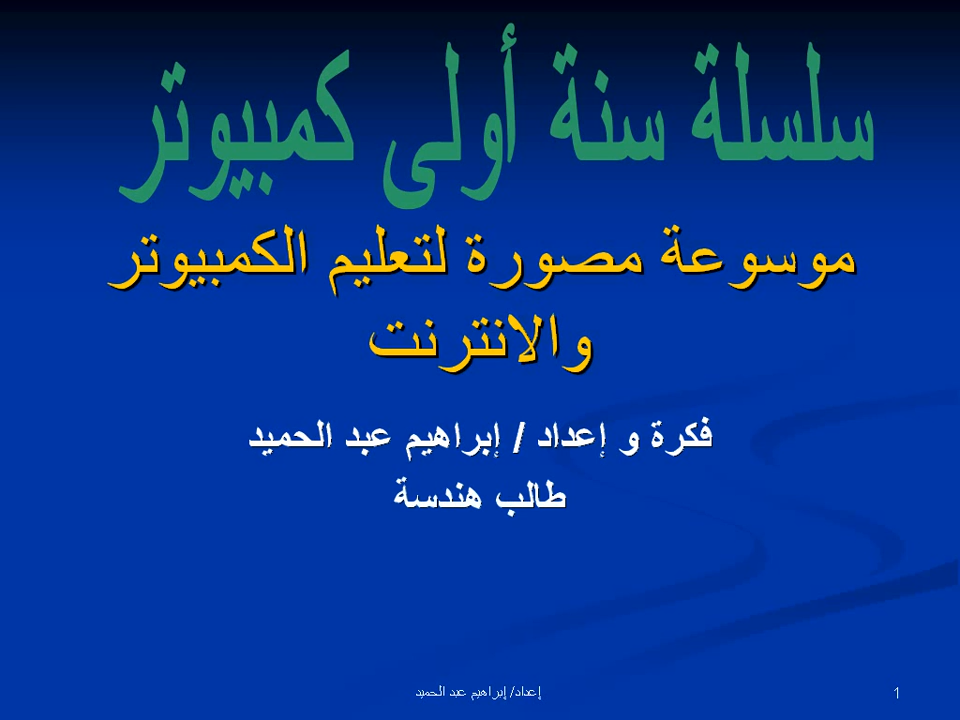 سلسلة سنة أولى كمبيوتر
موسوعة مصورة لتعليم الكمبيوتر
والانترنت
فكرة و إعداد / إبراهيم عبد الحميد
طالب هندسة
إعداد/ إبراهيم عبد الحميد
1